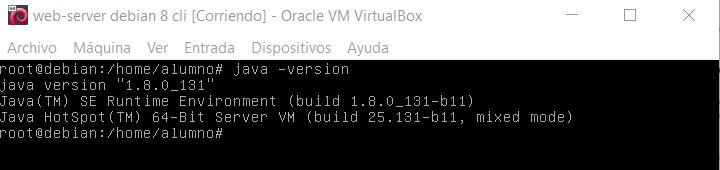 web-server debian 8 cli [Corriendo] - Oracle VM VirtualBox
Archivo Máquina Ver Entrada Dispositivos Ayuda
root@debian:/home/alumno# java -version
java version "1.8.0_131"
Java(TM) SE Runtime Environment (build 1.8.0_131-b11)
Java HotSpot(TM) 64-Bit Server VM (build 25.131-b11, mixed mode)
root@debian:/home/alumno#